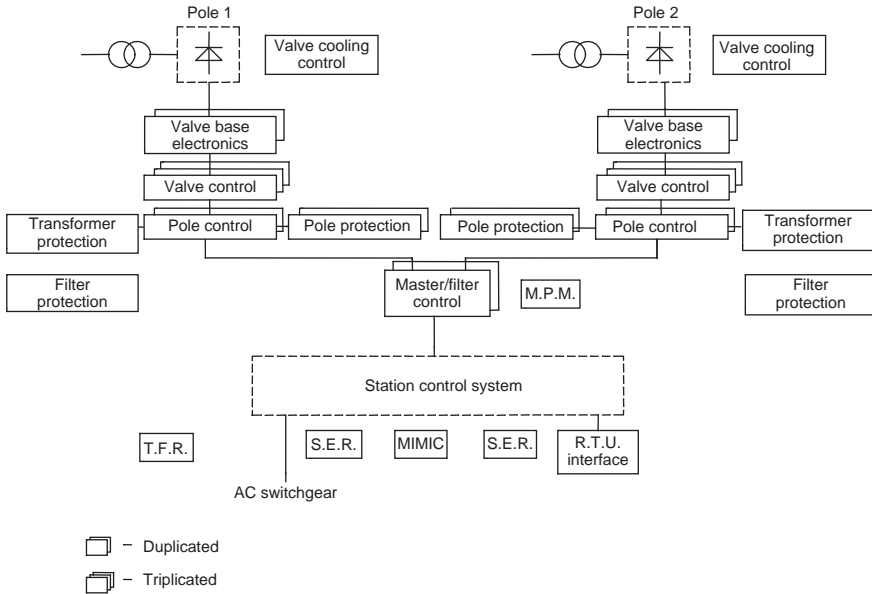 Pole 1
Pole 2
Valve cooling
control
Valve cooling
control
Valve base
electronics
Valve base
electronics
Valve control
Valve control
Transformer
protection
Pole control
Pole protection
Pole protection
Pole control
Transformer
protection
Filter
protection
Master/filter
control
M.P.M.
Filter
protection
Station control system
T.F.R.
S.E.R.
MIMIC
S.E.R.
R.T.U.
interface
AC switchgear
– Duplicated
– Triplicated